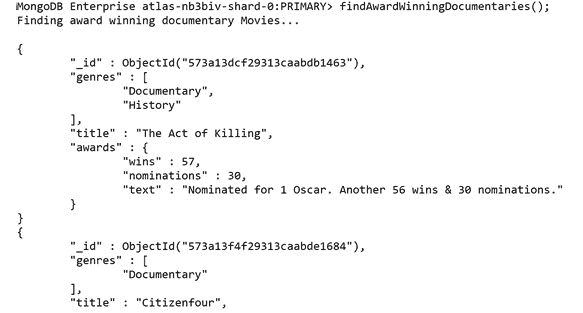 MongoDB Enterprise atlas-nb3biv-shard-0:PRIMARY> findAwardWinningDocumentaries();
Finding award winning documentary Movies...
{
"_id" : ObjectId("573a13dcf29313caabdb1463"),
"genres" : [
"Documentary",
"History"
],
"title" : "The Act of Killing",
"awards" : {
"wins" : 57,
"nominations" : 30,
"text" : "Nominated for 1 Oscar. Another 56 wins & 30 nominations."
}
}
{
"_id" : ObjectId("573a13f4f29313caabde1684"),
"genres" : [
"Documentary"
],
"title" : "Citizenfour",